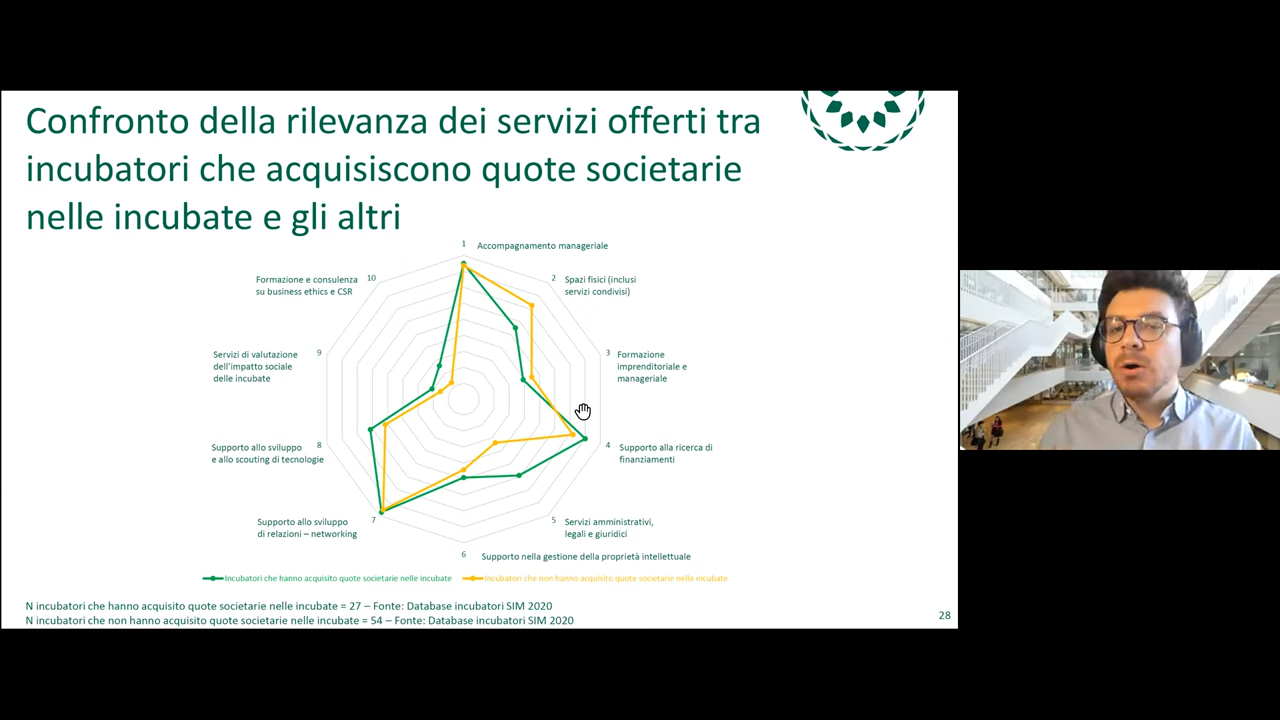 Confronto della rilevanza dei servizi offerti tra
incubatori che acquisiscono quote societarie
nelle incubate e gli altri
1
Accompagnamento manageriale
10
Formazione e consulenza
su business ethics e CSR
2
Spazi fisici (inclusi
servizi condivisi)
9
Servizi di valutazione
dell'impatto sociale
delle incubate
3
Formazione
imprenditoriale e
manageriale
8
Supporto allo sviluppo
e allo scouting di tecnologie
4
Supporto alla ricerca di
finanziamenti
7
Supporto allo sviluppo
di relazioni – networking
5
Servizi amministrativi,
legali e giuridici
6
Supporto nella gestione della proprietà intellettuale
Incubatori che hanno acquisito quote societarie nelle incubate
Incubatori che non hanno acquisito quote societarie nelle incubate
N incubatori che hanno acquisito quote societarie nelle incubate = 27 – Fonte: Database incubatori SIM 2020
N incubatori che non hanno acquisito quote societarie nelle incubate = 54 – Fonte: Database incubatori SIM 2020
28